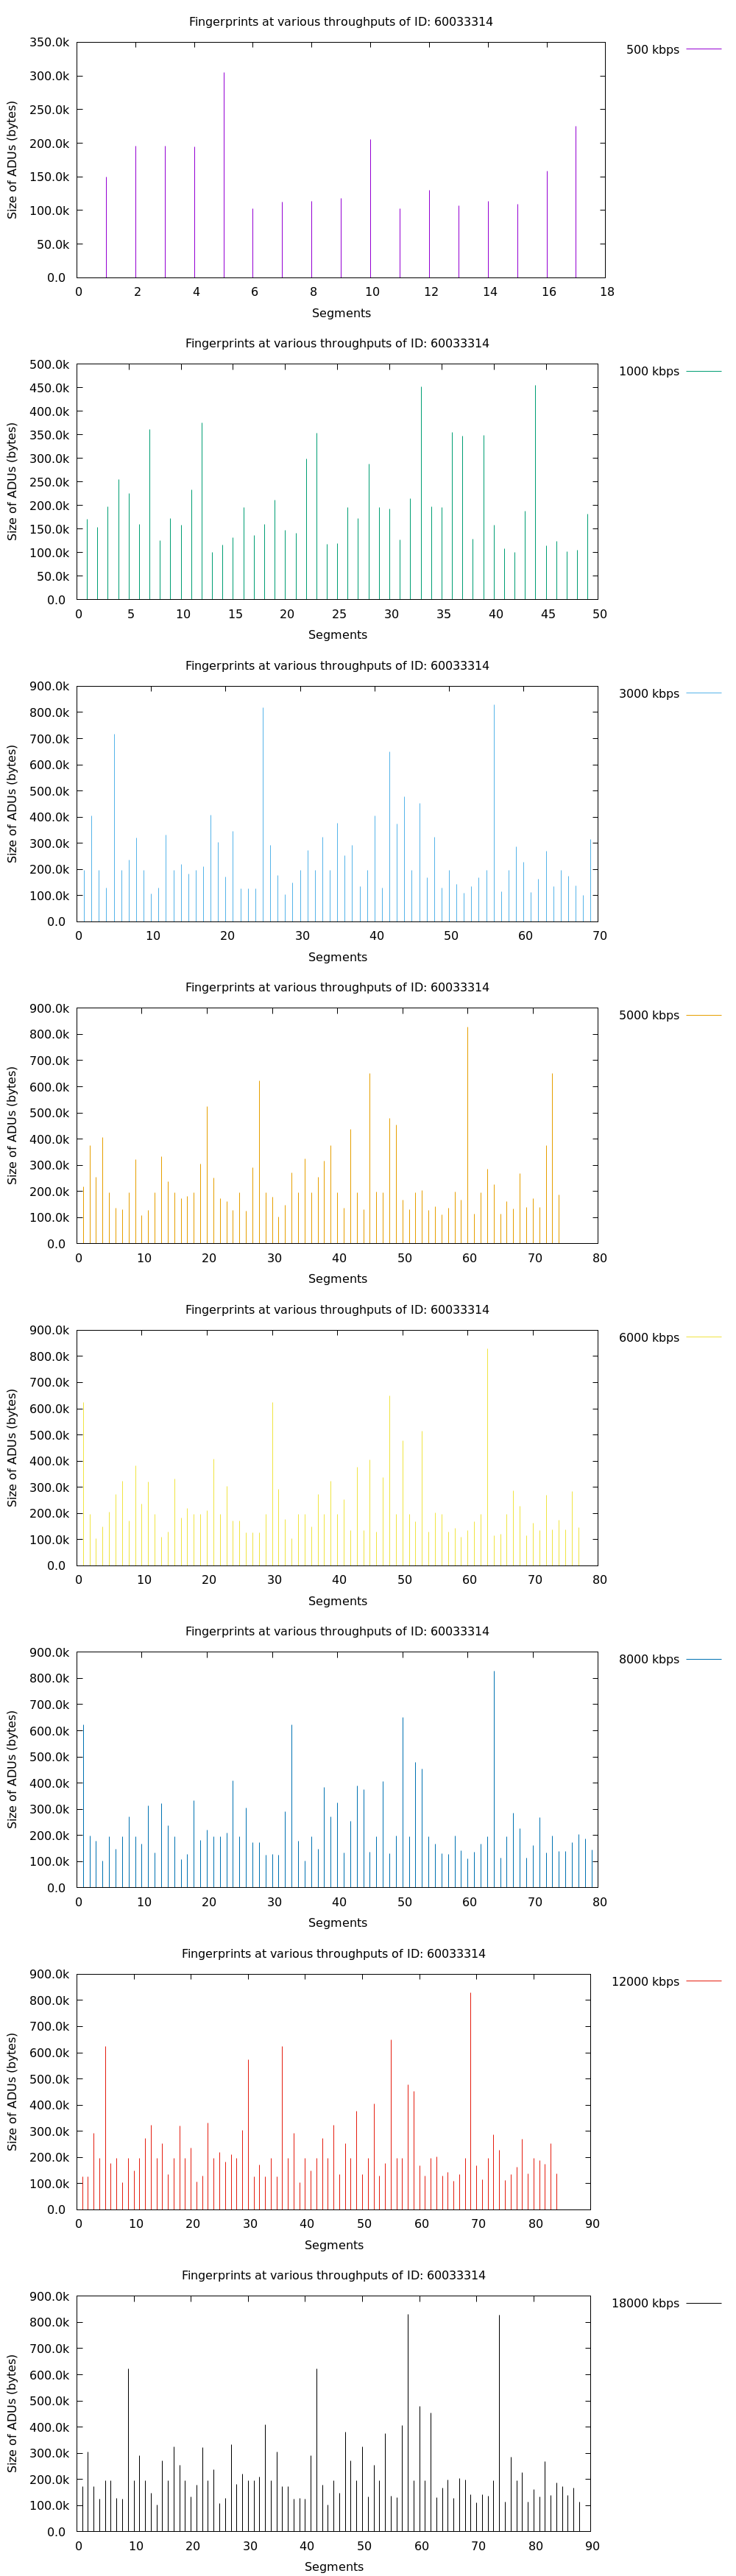 Fingerprints at various throughputs of ID: 60033314
350.0k
500 kbps
300.0k
250.0k
200.0k
150.0k
100.0k
50.0k
0.0
Size of ADUs (bytes)
0 2 4 6 8 10 12 14 16 18
Segments
Fingerprints at various throughputs of ID: 60033314
500.0k
1000 kbps
450.0k
400.0k
350.0k
300.0k
250.0k
200.0k
150.0k
100.0k
50.0k
0.0
Size of ADUs (bytes)
0 5 10 15 20 25 30 35 40 45 50
Segments
Fingerprints at various throughputs of ID: 60033314
900.0k
3000 kbps
800.0k
700.0k
600.0k
500.0k
400.0k
300.0k
200.0k
100.0k
0.0
Size of ADUs (bytes)
0 10 20 30 40 50 60 70
Segments
Fingerprints at various throughputs of ID: 60033314
900.0k
5000 kbps
800.0k
700.0k
600.0k
500.0k
400.0k
300.0k
200.0k
100.0k
0.0
Size of ADUs (bytes)
0 10 20 30 40 50 60 70 80
Segments
Fingerprints at various throughputs of ID: 60033314
900.0k
6000 kbps
800.0k
700.0k
600.0k
500.0k
400.0k
300.0k
200.0k
100.0k
0.0
Size of ADUs (bytes)
0 10 20 30 40 50 60 70 80
Segments
Fingerprints at various throughputs of ID: 60033314
900.0k
8000 kbps
800.0k
700.0k
600.0k
500.0k
400.0k
300.0k
200.0k
100.0k
0.0
Size of ADUs (bytes)
0 10 20 30 40 50 60 70 80
Segments
Fingerprints at various throughputs of ID: 60033314
900.0k
12000 kbps
800.0k
700.0k
600.0k
500.0k
400.0k
300.0k
200.0k
100.0k
0.0
Size of ADUs (bytes)
0 10 20 30 40 50 60 70 80 90
Segments
Fingerprints at various throughputs of ID: 60033314
900.0k
18000 kbps
800.0k
700.0k
600.0k
500.0k
400.0k
300.0k
200.0k
100.0k
0.0
Size of ADUs (bytes)
0 10 20 30 40 50 60 70 80 90
Segments